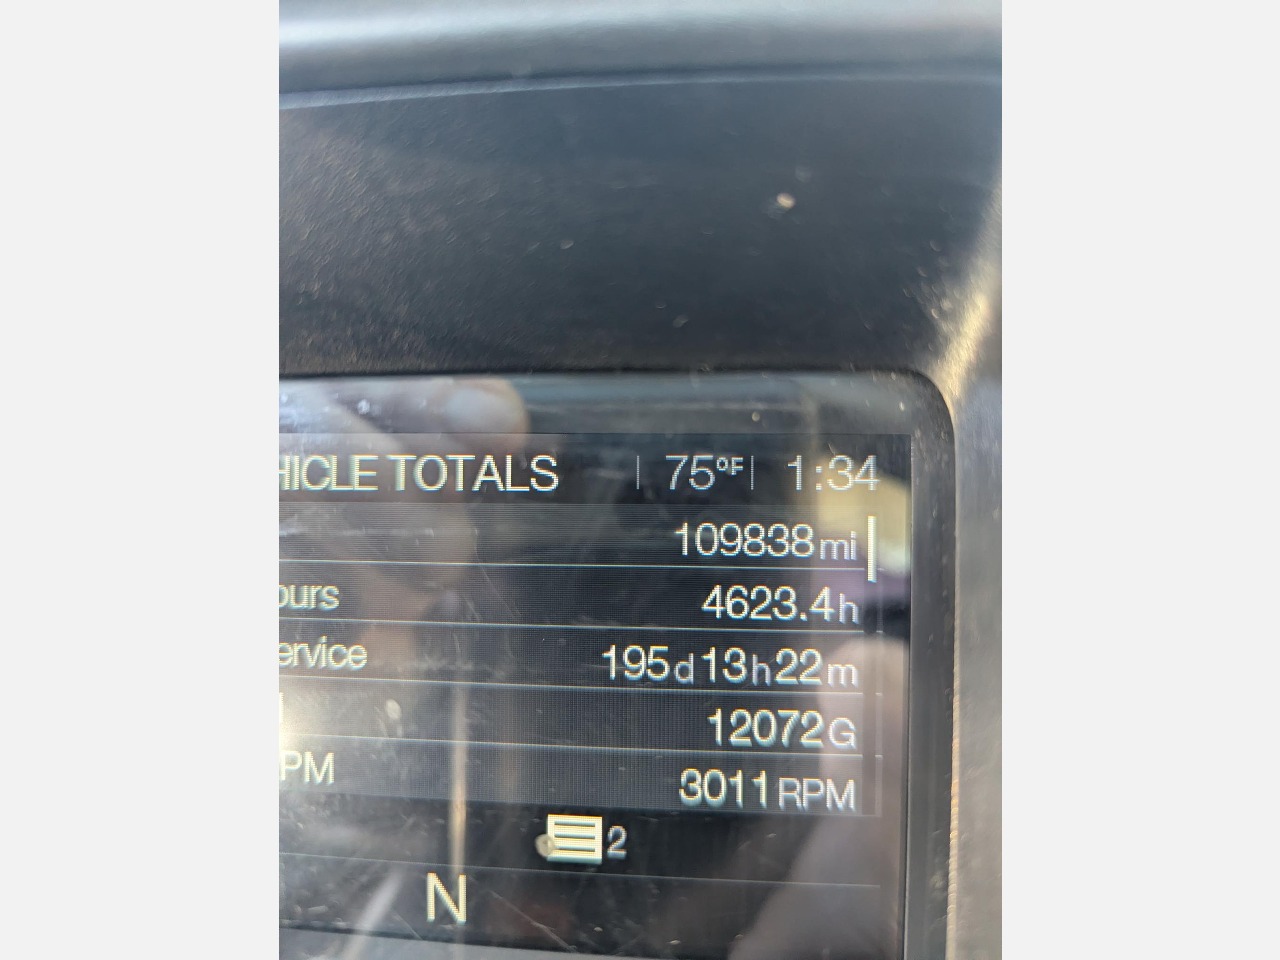 HICLE TOTALS | 75°F | 1:34
109838 mi
ours 4623.4 h
ervice 195 d 13 h 22 m
12072 G
PM 3011 RPM
2
N